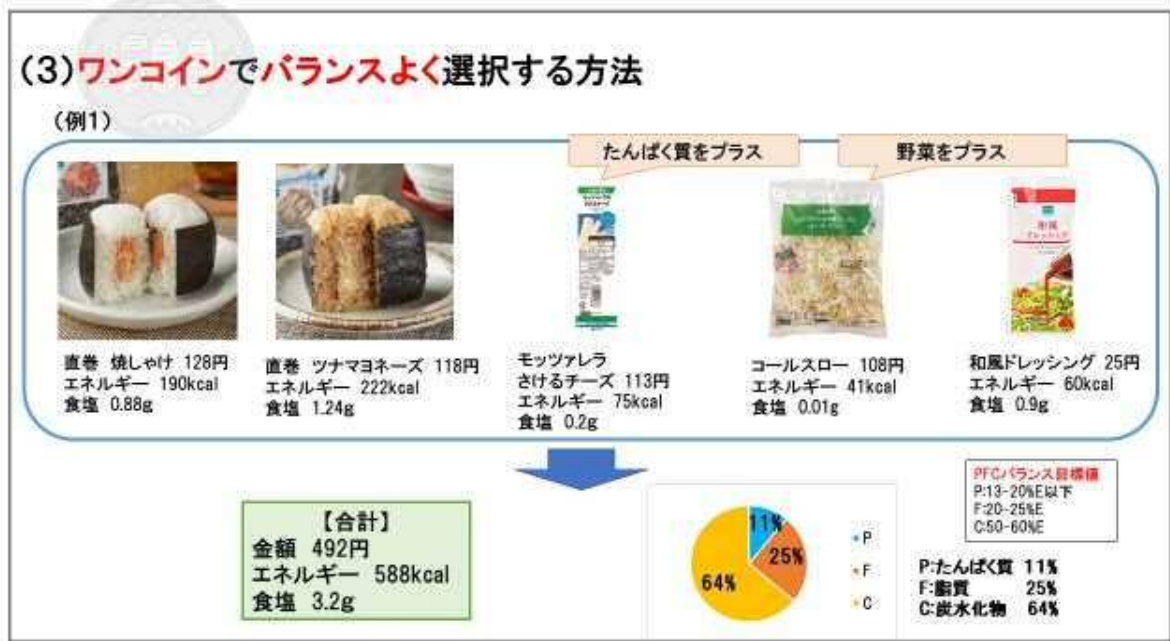 (3)ワンコインでバランスよく選択する方法
(例1)
たんぱく質をプラス
野菜をプラス
和風
ドレッシング
直巻 焼しゃけ 128円
エネルギー 190kcal
食塩 0.88g
直巻 ツナマヨネーズ 118円
エネルギー 222kcal
食塩 1.24g
モッツァレラ
さけるチーズ 113円
エネルギー 75kcal
食塩 0.2g
コールスロー 108円
エネルギー 41kcal
食塩 0.01g
和風ドレッシング 25円
エネルギー 60kcal
食塩 0.9g
【合計】
金額 492円
エネルギー 588kcal
食塩 3.2g
11%
25%
64%
P
F
C
PFCバランス目標値
P:13-20%E以下
F:20-25%E
C:50-60%E
P:たんぱく質 11%
F:脂質 25%
C:炭水化物 64%